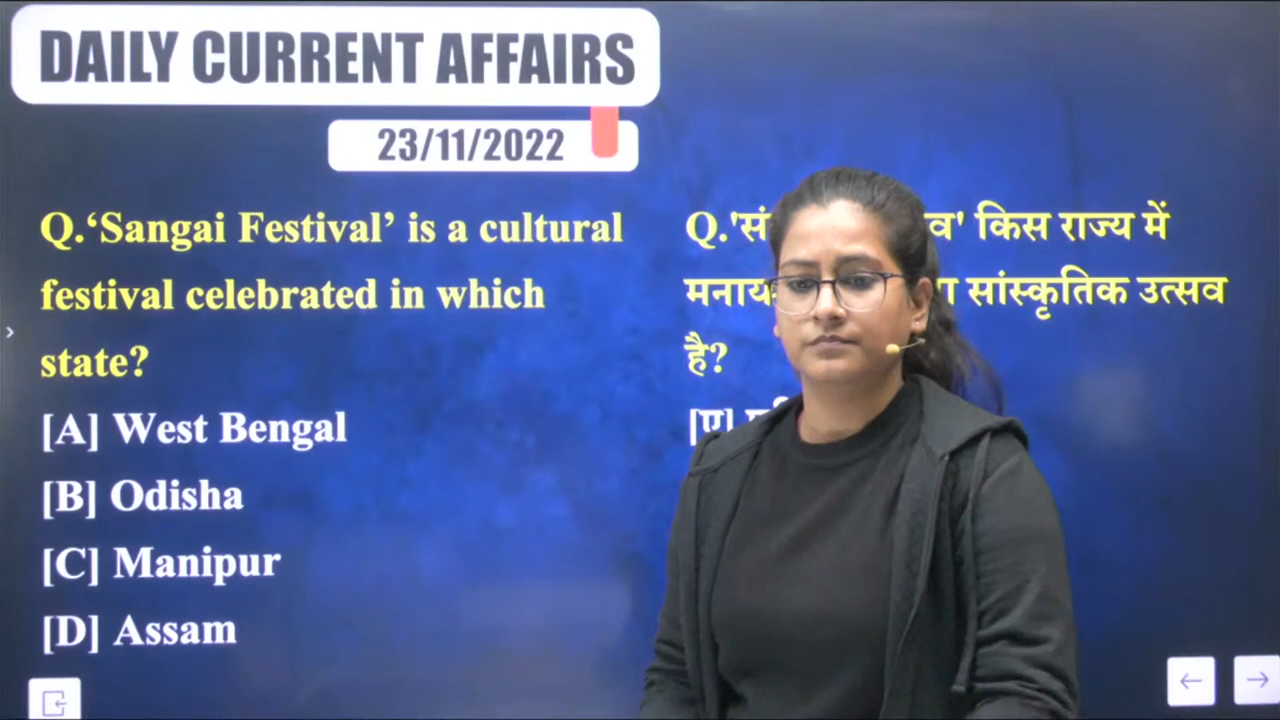 DAILY CURRENT AFFAIRS
23/11/2022
Q.‘Sangai Festival’ is a cultural
festival celebrated in which
state?
[A] West Bengal
[B] Odisha
[C] Manipur
[D] Assam
Q.' किस राज्य में
सांस्कृतिक उत्सव
है?
[ए]